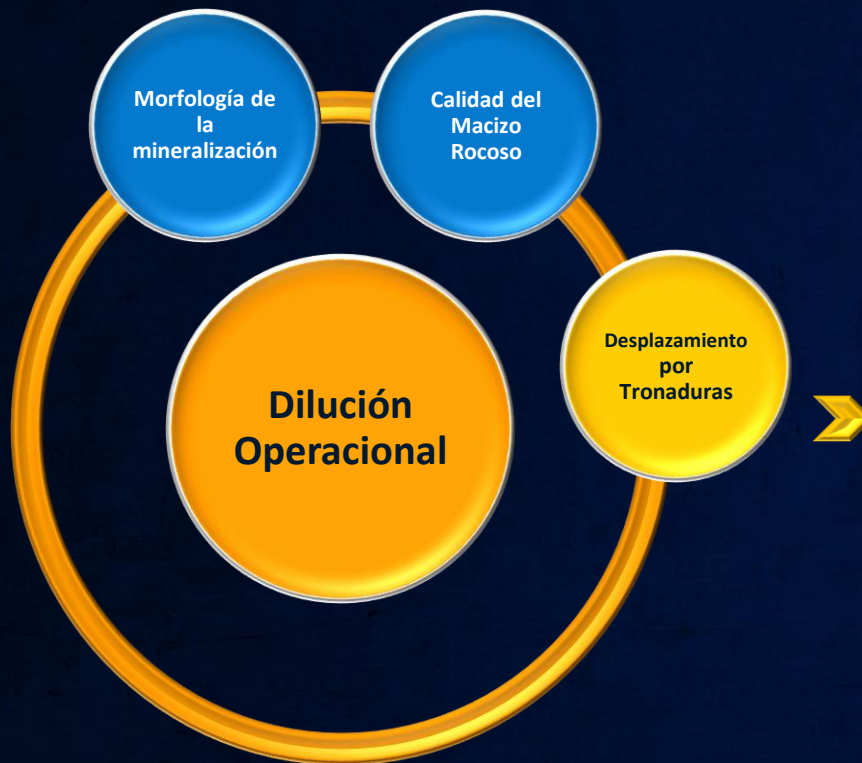 Morfología de
la
mineralización
Calidad del
Macizo
Rocoso
Desplazamiento
por
Tronaduras
Dilución
Operacional